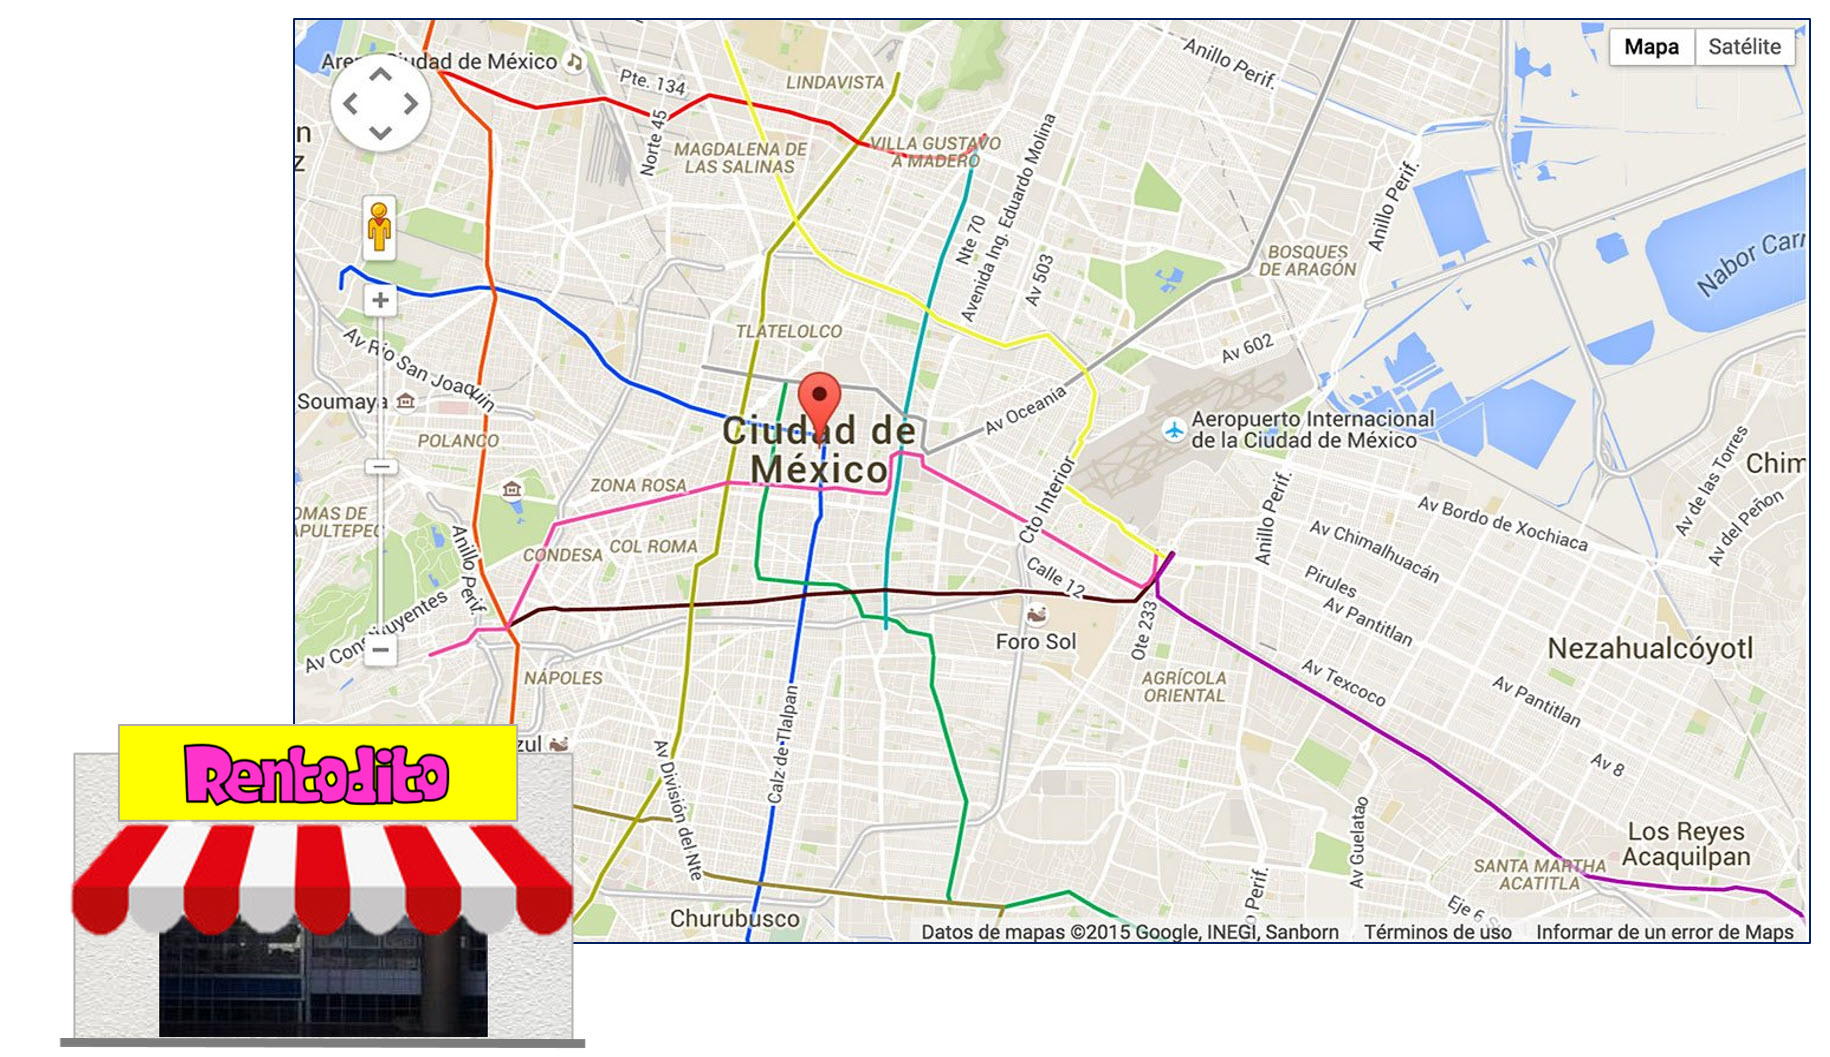 Mapa
Satélite
Anillo Perif.
Ciudad de México
Pte. 134
LINDAVISTA
Norte 45
MAGDALENA DE
LAS SALINAS
VILLA GUSTAVO
A MADERO
Avenida Ing. Eduardo Molina
Anillo Perif.
n
z
Nte 70
Av 503
BOSQUES
DE ARAGÓN
Nabor Carr
TLATELOLCO
Av Río San Joaquín
Av 602
Soumaya
POLANCO
Av Oceanía
Aeropuerto Internacional
de la Ciudad de México
Ciudad de
México
ZONA ROSA
Cto Interior
Av de las Torres
Chim
Av del Peñon
OMAS DE
APULTEPEC
Anillo Perif.
Anillo Perif.
Av Bordo de Xochiaca
Av Chimalhuacán
CONDESA
COL ROMA
Calle 12
Pirules
Av Pantitlan
Av Constituyentes
Foro Sol
Ote 233
Nezahualcóyotl
NÁPOLES
AGRÍCOLA
ORIENTAL
Av Texcoco
Av Pantitlan
zul
Calz de Tlalpan
Av División del Nte
Av 8
Rentodito
Av Guelatao
Los Reyes
Acaquilpan
SANTA MARTHA
ACATITLA
Churubusco
o Perif.
Eje 6 S
Datos de mapas ©2015 Google, INEGI, Sanborn
Términos de uso
Informar de un error de Maps